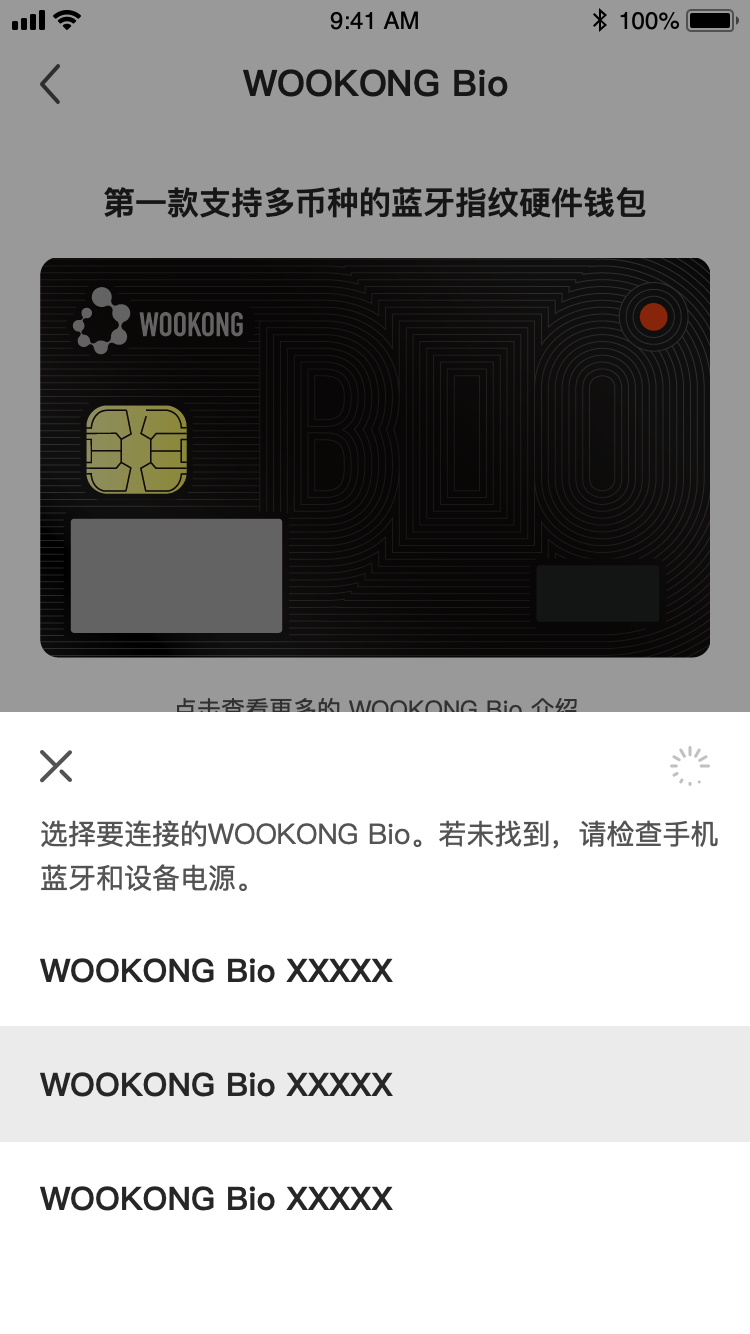 9:41 AM
100%
WOOKONG Bio
第一款支持多币种的蓝牙指纹硬件钱包
WOOKONG
BIO
点击查看更多的 WOOKONG Bio 介绍
选择要连接的WOOKONG Bio。若未找到，请检查手机
蓝牙和设备电源。
WOOKONG Bio XXXXX
WOOKONG Bio XXXXX
WOOKONG Bio XXXXX